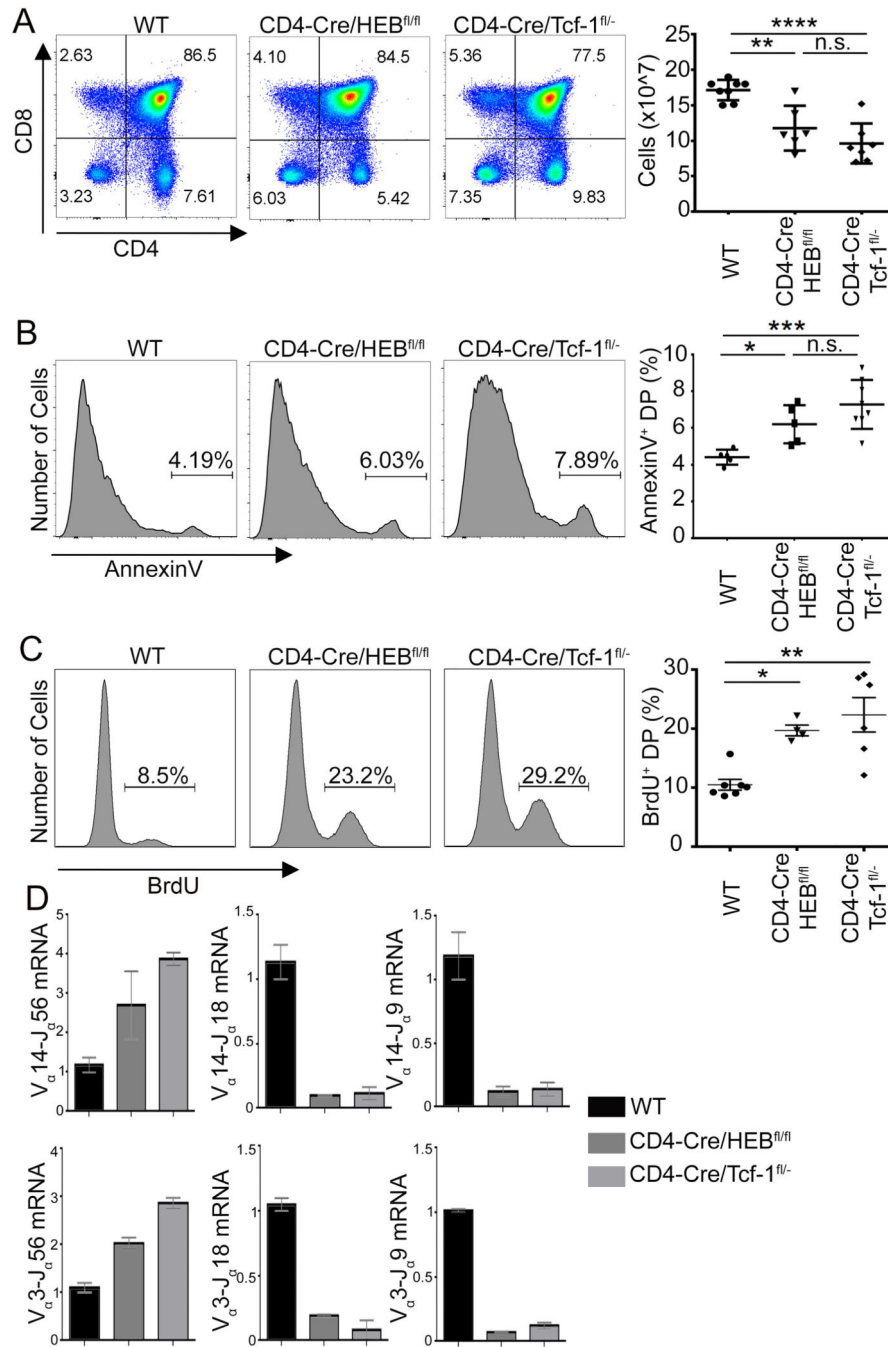 A
WT
CD4-Cre/HEBfl/fl
CD4-Cre/Tcf-1fl/-
2.63
86.5
3.23
7.61
4.10
84.5
6.03
5.42
5.36
77.5
7.35
9.83
CD8
CD4
****
**
n.s.
Cells (x10^7)
25
20
15
10
5
0
WT
CD4-Cre
HEBfl/fl
CD4-Cre
Tcf-1fl/-
B
WT
CD4-Cre/HEBfl/fl
CD4-Cre/Tcf-1fl/-
Number of Cells
4.19%
6.03%
7.89%
AnnexinV
***
*
n.s.
AnnexinV+ DP (%)
10
8
6
4
2
0
WT
CD4-Cre
HEBfl/fl
CD4-Cre
Tcf-1fl/-
C
WT
CD4-Cre/HEBfl/fl
CD4-Cre/Tcf-1fl/-
Number of Cells
8.5%
23.2%
29.2%
BrdU
**
*
BrdU+ DP (%)
30
20
10
0
WT
CD4-Cre
HEBfl/fl
CD4-Cre
Tcf-1fl/-
D
Vα14-Jα56 mRNA
5
4
3
2
1
0
Vα14-Jα18 mRNA
1.5
1
0.5
0
Vα14-Jα9 mRNA
1.5
1
0.5
0
Vα3-Jα56 mRNA
4
3
2
1
0
Vα3-Jα18 mRNA
1.5
1
0.5
0
Vα3-Jα9 mRNA
1.5
1
0.5
0
WT
CD4-Cre/HEBfl/fl
CD4-Cre/Tcf-1fl/-